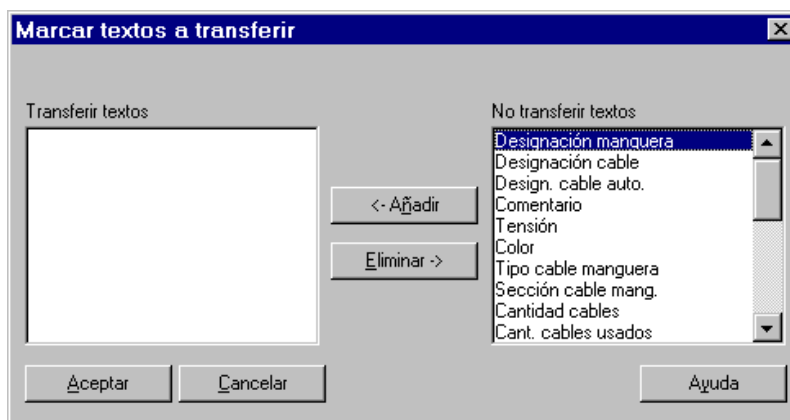 Marcar textos a transferir
Transferir textos
No transferir textos
Designación manguera
Designación cable
Design. cable auto.
Comentario
Tensión
Color
Tipo cable manguera
Sección cable mang.
Cantidad cables
Cant. cables usados
<- Añadir
Eliminar ->
Aceptar
Cancelar
Ayuda